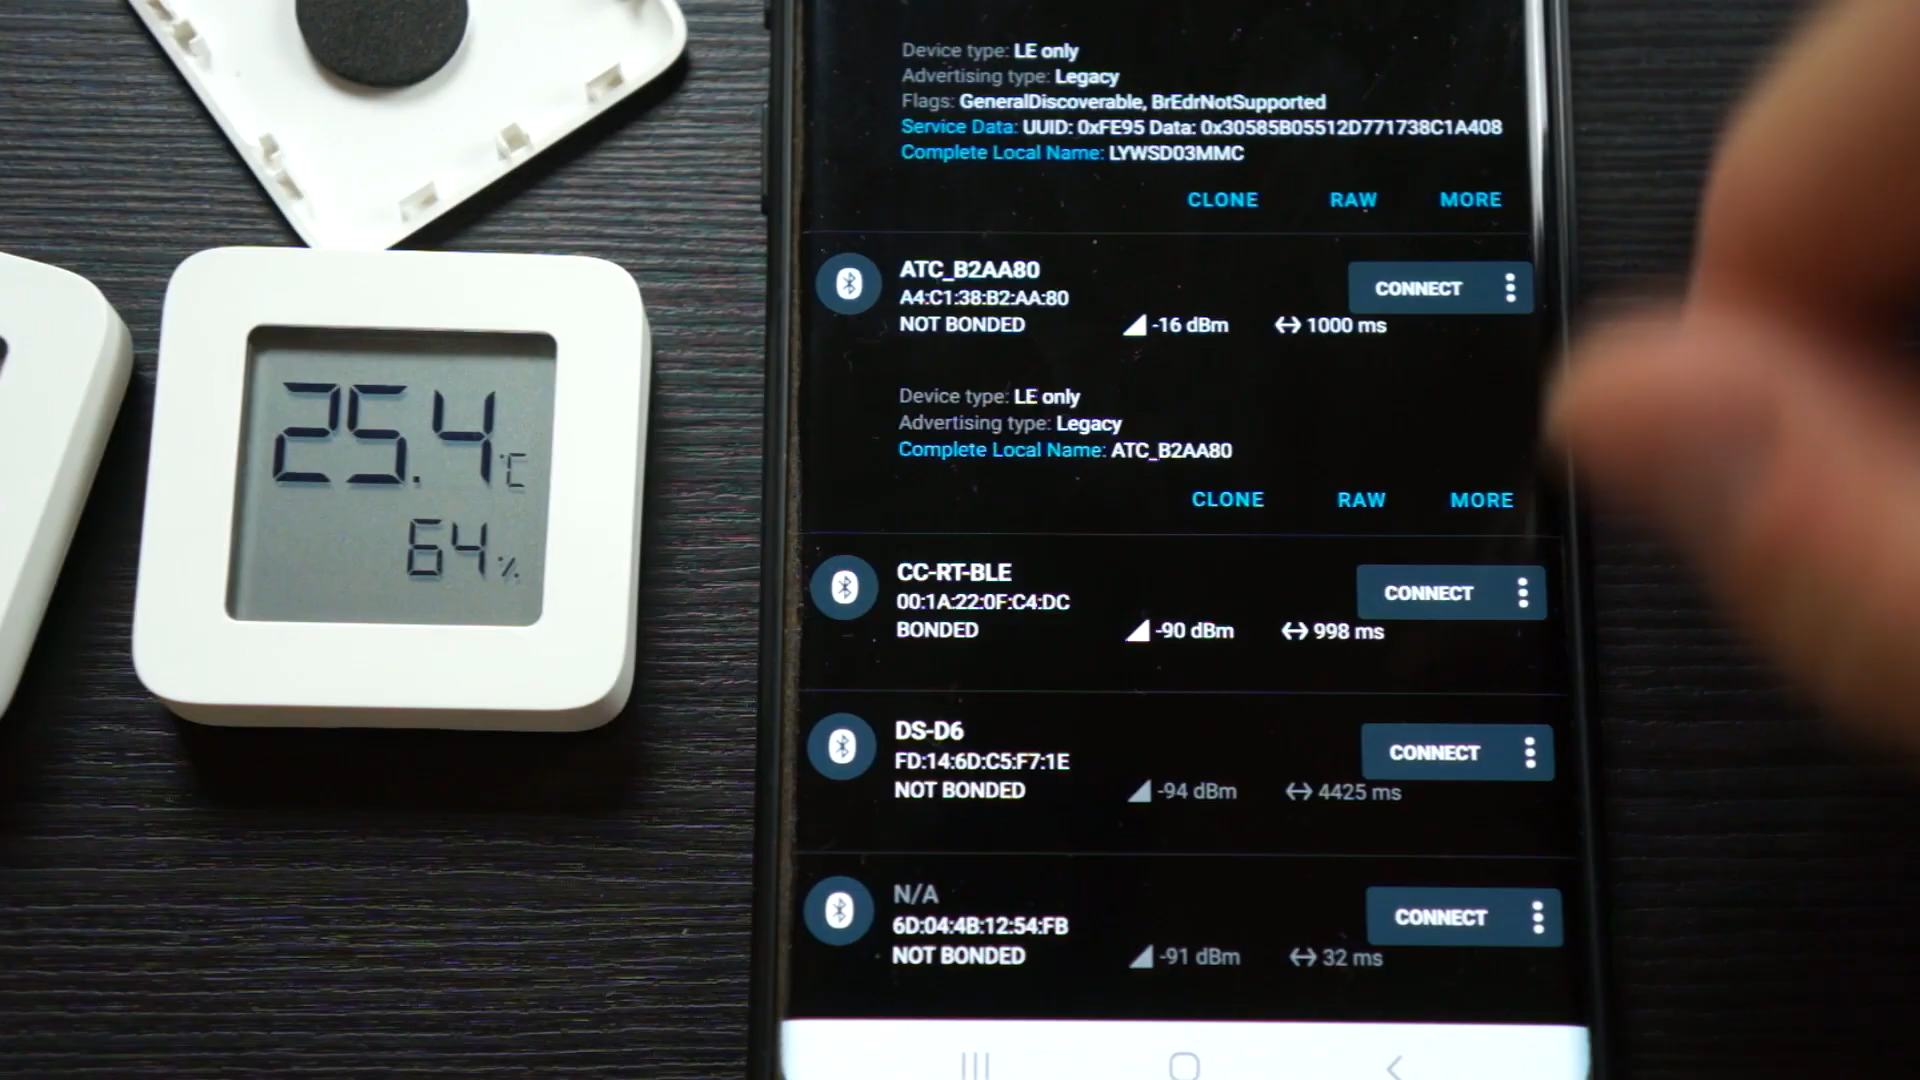 25.4 °C
64 %
Device type: LE only
Advertising type: Legacy
Flags: GeneralDiscoverable, BrEdrNotSupported
Service Data: UUID: 0xFE95 Data: 0x30585B05512D771738C1A408
Complete Local Name: LYWSD03MMC
CLONE RAW MORE
ATC_B2AA80
CONNECT
A4:C1:38:B2:AA:80
NOT BONDED -16 dBm 1000 ms
Device type: LE only
Advertising type: Legacy
Complete Local Name: ATC_B2AA80
CLONE RAW MORE
CC-RT-BLE
CONNECT
00:1A:22:0F:C4:DC
BONDED -90 dBm 998 ms
DS-D6
CONNECT
FD:14:6D:C5:F7:1E
NOT BONDED -94 dBm 4425 ms
N/A
CONNECT
6D:04:4B:12:54:FB
NOT BONDED -91 dBm 32 ms